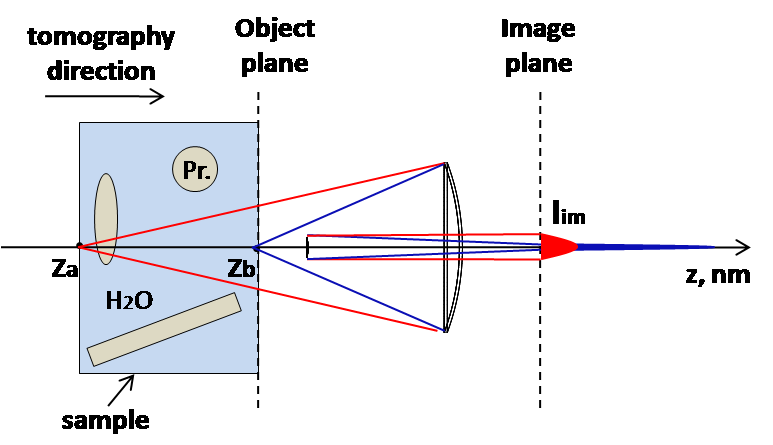 tomography
direction
Object
plane
Image
plane
Pr.
Iim
Za
Zb
z, nm
H2O
sample